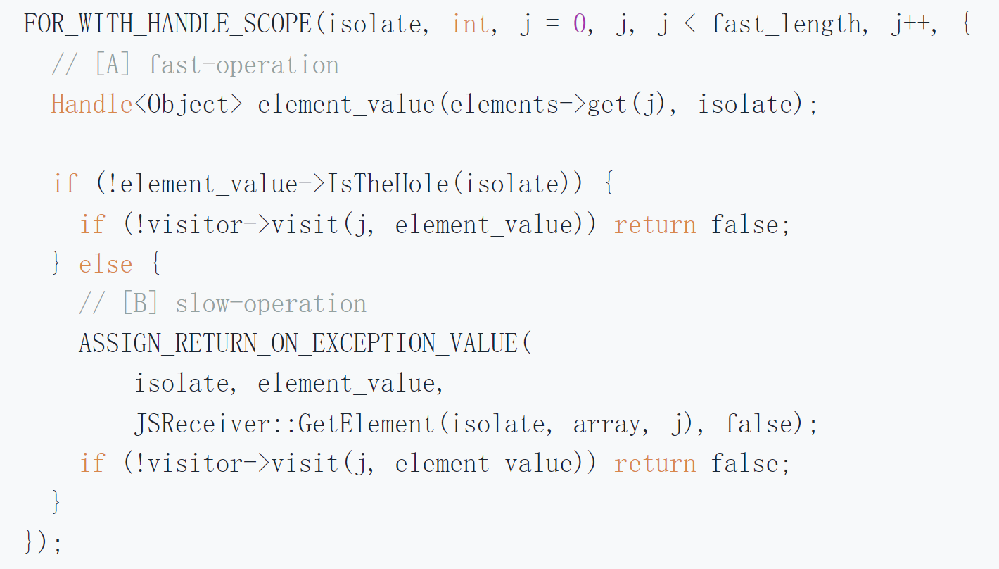 FOR_WITH_HANDLE_SCOPE(isolate, int, j = 0, j, j < fast_length, j++, {
  // [A] fast-operation
  Handle<Object> element_value(elements->get(j), isolate);

  if (!element_value->IsTheHole(isolate)) {
    if (!visitor->visit(j, element_value)) return false;
  } else {
    // [B] slow-operation
    ASSIGN_RETURN_ON_EXCEPTION_VALUE(
        isolate, element_value,
        JSReceiver::GetElement(isolate, array, j), false);
    if (!visitor->visit(j, element_value)) return false;
  }
});